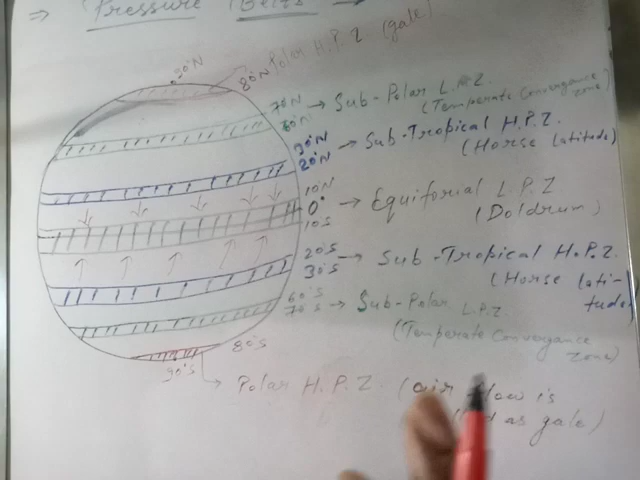 ⇒ Pressure Belts →
Polar H.P.Z (gale)
90°N
80°N
70°N → Sub-Polar L.P.Z.
60°N (Temperate Convergance
zone)
30°N → Sub-Tropical H.P.Z.
20°N (Horse latitude)
10N
0° → Equitorial L.P.Z
10S (Doldrum)
20°S → Sub-Tropical H.P.Z.
30°S (Horse lati-
tude)
60°S → Sub-Polar L.P.Z.
70°S (Temperate Convergance
zone)
80°S
90°S
→ Polar H.P.Z. (air flow is
as gale)